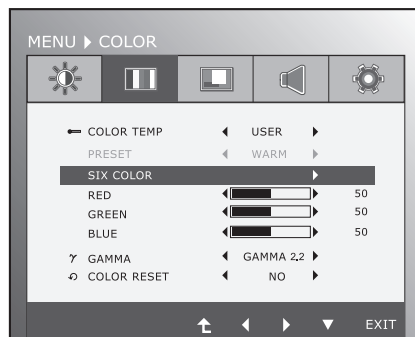 MENU ▶ COLOR
COLOR TEMP ◀ USER ▶
PRESET ◀ WARM ▶
SIX COLOR ▶
RED 50
GREEN 50
BLUE 50
γ GAMMA ◀ GAMMA 2.2 ▶
COLOR RESET ◀ NO ▶
EXIT